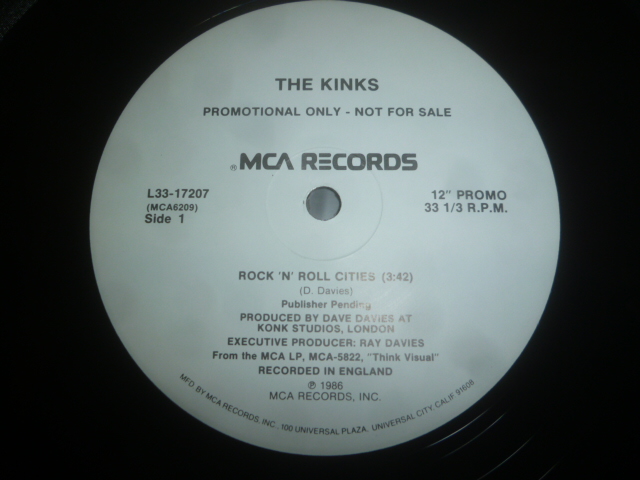 THE KINKS
PROMOTIONAL ONLY - NOT FOR SALE
® MCA RECORDS
L33-17207
(MCA6209)
Side 1
12" PROMO
33 1/3 R.P.M.
ROCK 'N' ROLL CITIES (3:42)
(D. Davies)
Publisher Pending
PRODUCED BY DAVE DAVIES AT
KONK STUDIOS, LONDON
EXECUTIVE PRODUCER: RAY DAVIES
From the MCA LP, MCA-5822, "Think Visual"
RECORDED IN ENGLAND
℗ 1986
MCA RECORDS, INC.
MFD. BY MCA RECORDS, INC., 100 UNIVERSAL PLAZA, UNIVERSAL CITY, CALIF. 91608